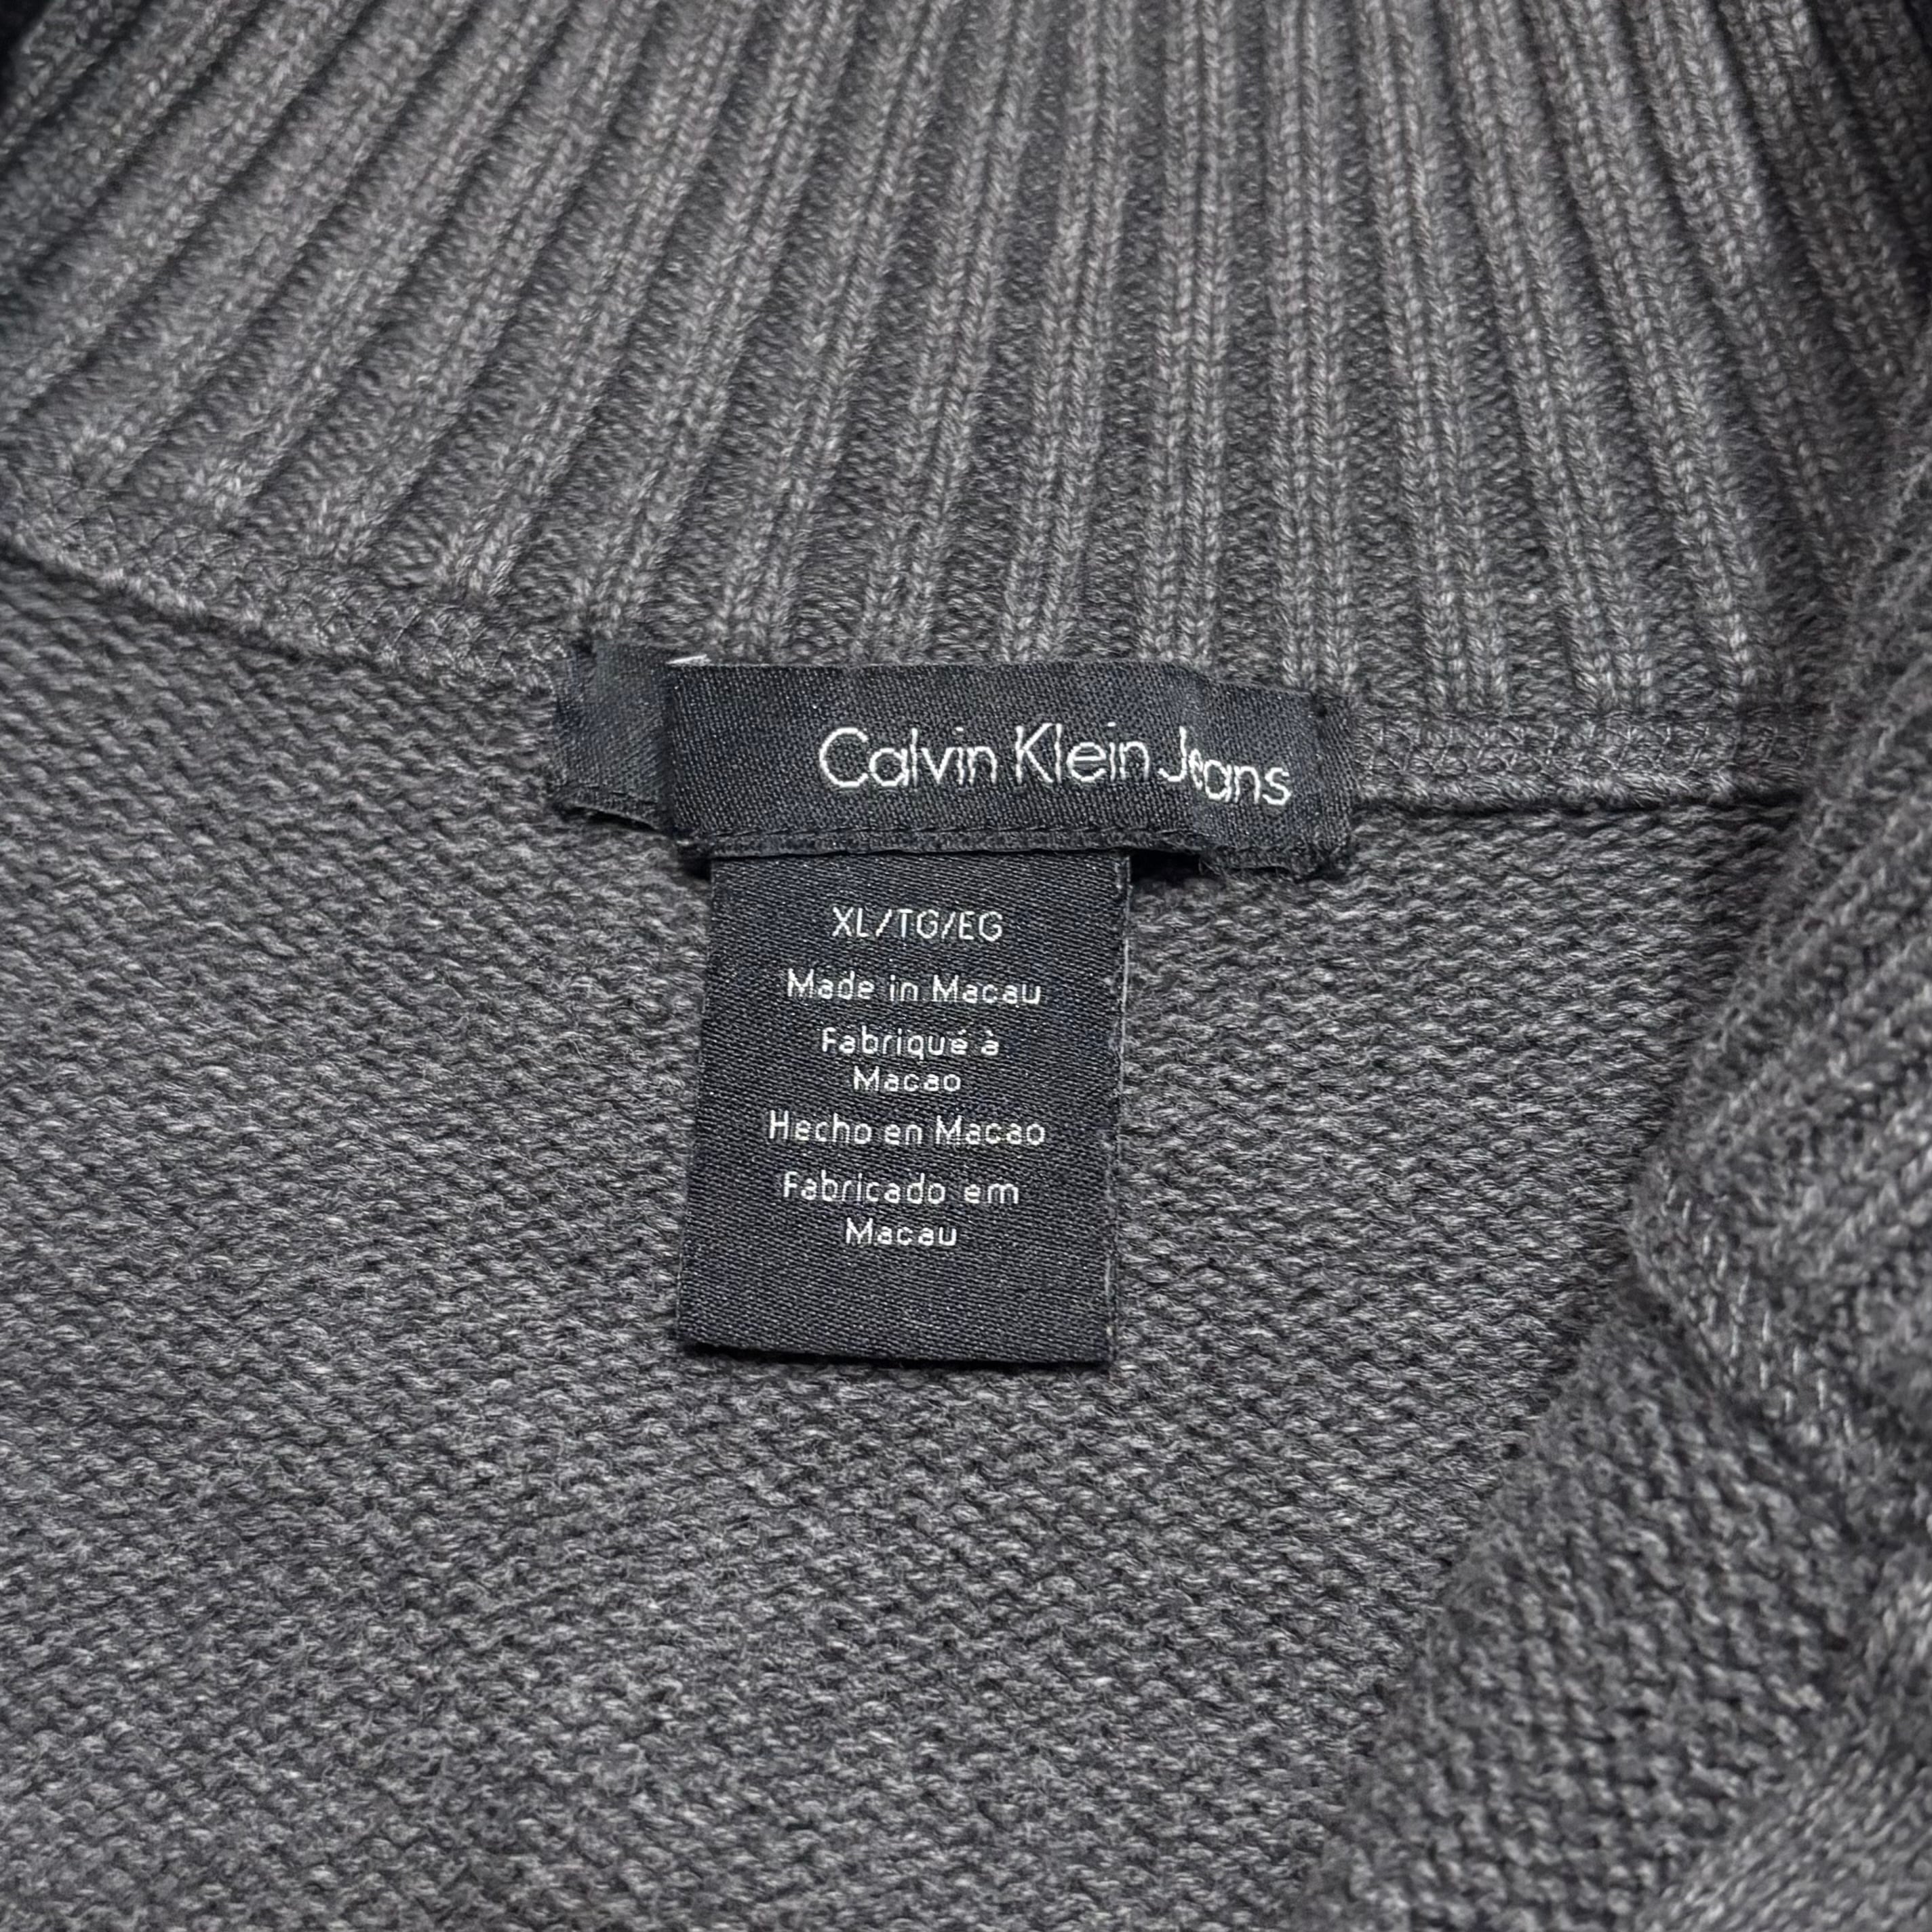 Calvin Klein Jeans
XL/TG/EG
Made in Macau
Fabriqué à
Macao
Hecho en Macao
Fabricado em
Macau